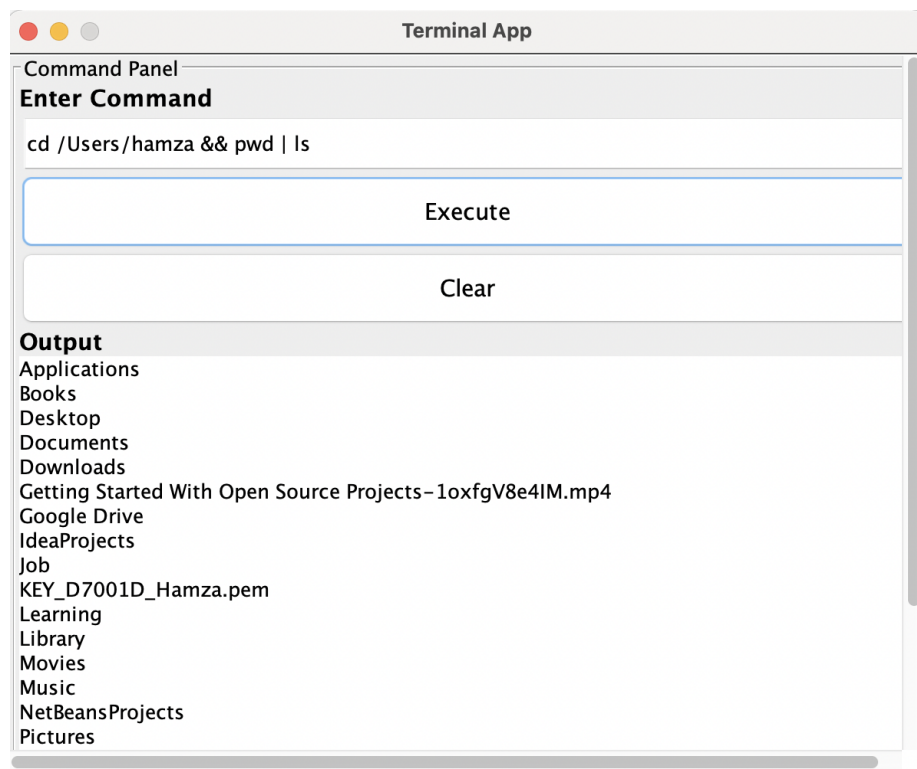 Terminal App
Command Panel
Enter Command
cd /Users/hamza && pwd | ls
Execute
Clear
Output
Applications
Books
Desktop
Documents
Downloads
Getting Started With Open Source Projects-1oxfgV8e4IM.mp4
Google Drive
IdeaProjects
Job
KEY_D7001D_Hamza.pem
Learning
Library
Movies
Music
NetBeansProjects
Pictures